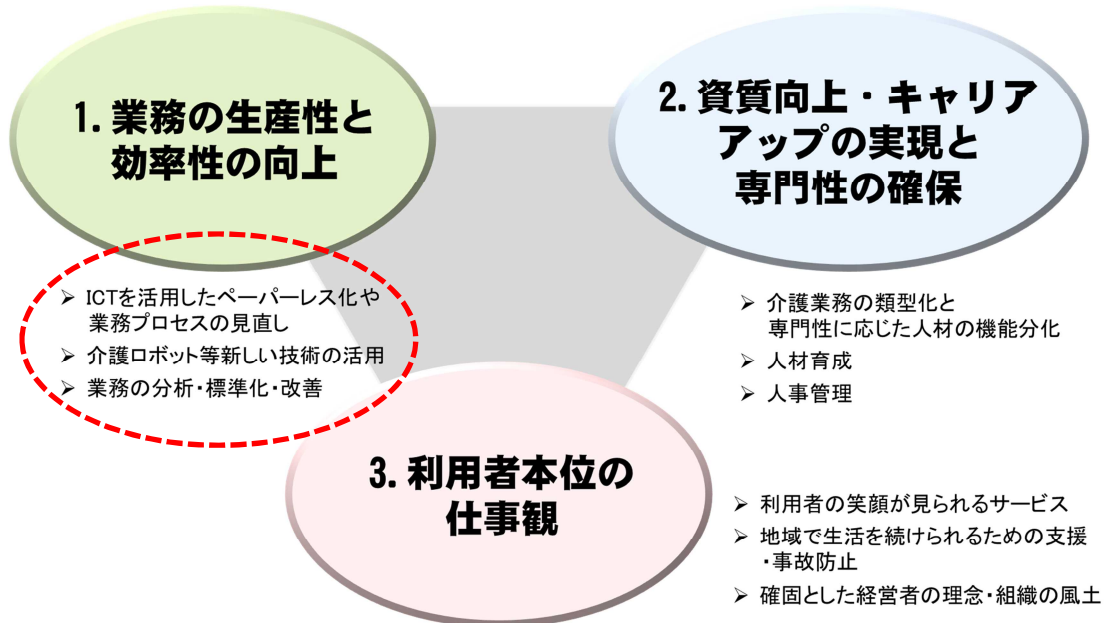 1. 業務の生産性と
効率性の向上
➢ ICTを活用したペーパーレス化や
業務プロセスの見直し
➢ 介護ロボット等新しい技術の活用
➢ 業務の分析・標準化・改善
2. 資質向上・キャリア
アップの実現と
専門性の確保
➢ 介護業務の類型化と
専門性に応じた人材の機能分化
➢ 人材育成
➢ 人事管理
3. 利用者本位の
仕事観
➢ 利用者の笑顔が見られるサービス
➢ 地域で生活を続けられるための支援
・事故防止
➢ 確固とした経営者の理念・組織の風土